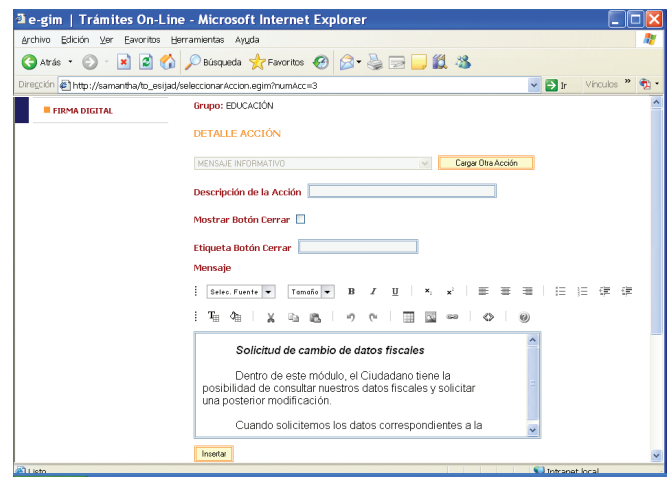 e-gim | Trámites On-Line - Microsoft Internet Explorer
Archivo Edición Ver Favoritos Herramientas Ayuda
Atrás Búsqueda Favoritos
Dirección http://samantha/to_esijad/seleccionarAccion.egim?numAcc=3 Ir Vínculos »
FIRMA DIGITAL
Grupo: EDUCACIÓN
DETALLE ACCIÓN
MENSAJE INFORMATIVO Cargar Otra Acción
Descripción de la Acción
Mostrar Botón Cerrar
Etiqueta Botón Cerrar
Mensaje
Selec. Fuente Tamaño B I U x₁ x²
Solicitud de cambio de datos fiscales
Dentro de este módulo, el Ciudadano tiene la
posibilidad de consultar nuestros datos fiscales y solicitar
una posterior modificación.
Cuando solicitemos los datos correspondientes a la
Insertar
Listo Intranet local